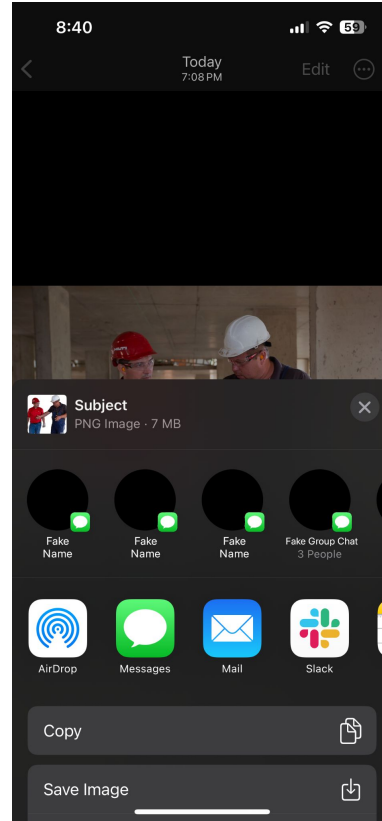 8:40
59
Today
7:08 PM
Edit
Subject
PNG Image · 7 MB
Fake
Name
Fake
Name
Fake
Name
Fake Group Chat
3 People
AirDrop
Messages
Mail
Slack
Copy
Save Image